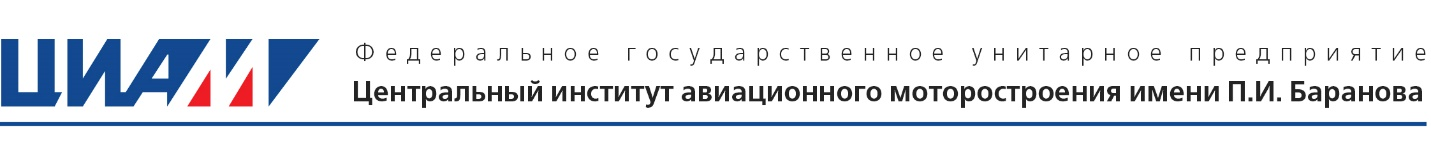 ЦИАМ
Федеральное государственное унитарное предприятие
Центральный институт авиационного моторостроения имени П.И. Баранова